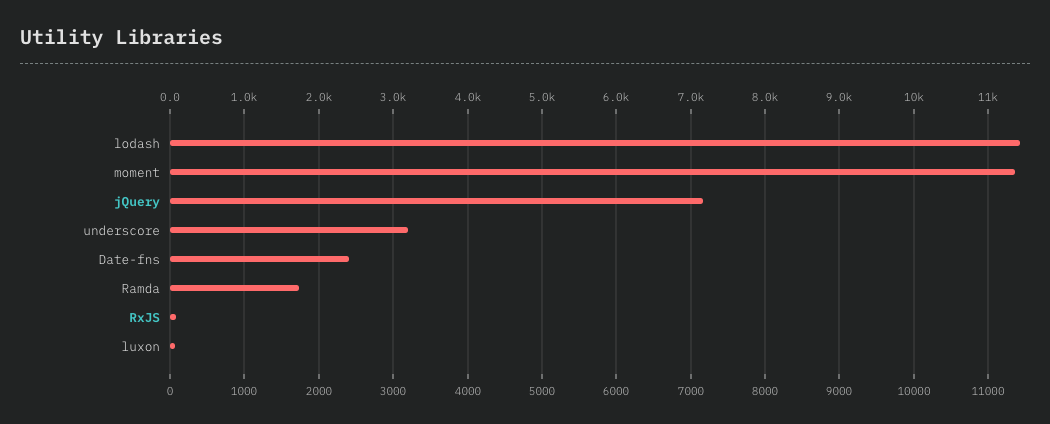 Utility Libraries
0.0 1.0k 2.0k 3.0k 4.0k 5.0k 6.0k 7.0k 8.0k 9.0k 10k 11k
lodash
moment
jQuery
underscore
Date-fns
Ramda
RxJS
luxon
0 1000 2000 3000 4000 5000 6000 7000 8000 9000 10000 11000